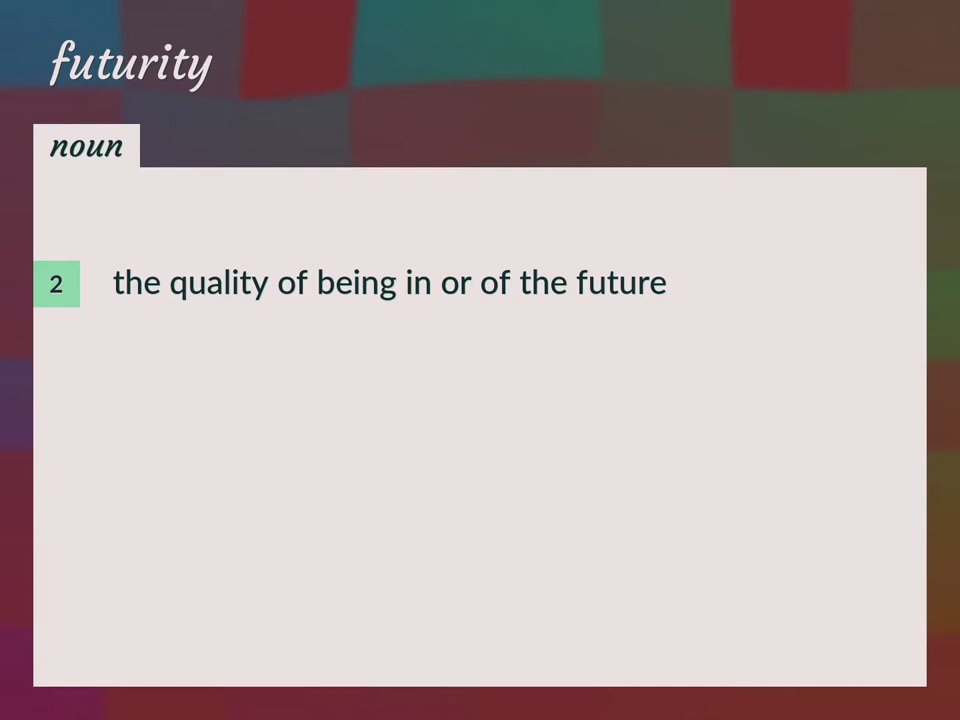 futurity
noun
2 the quality of being in or of the future